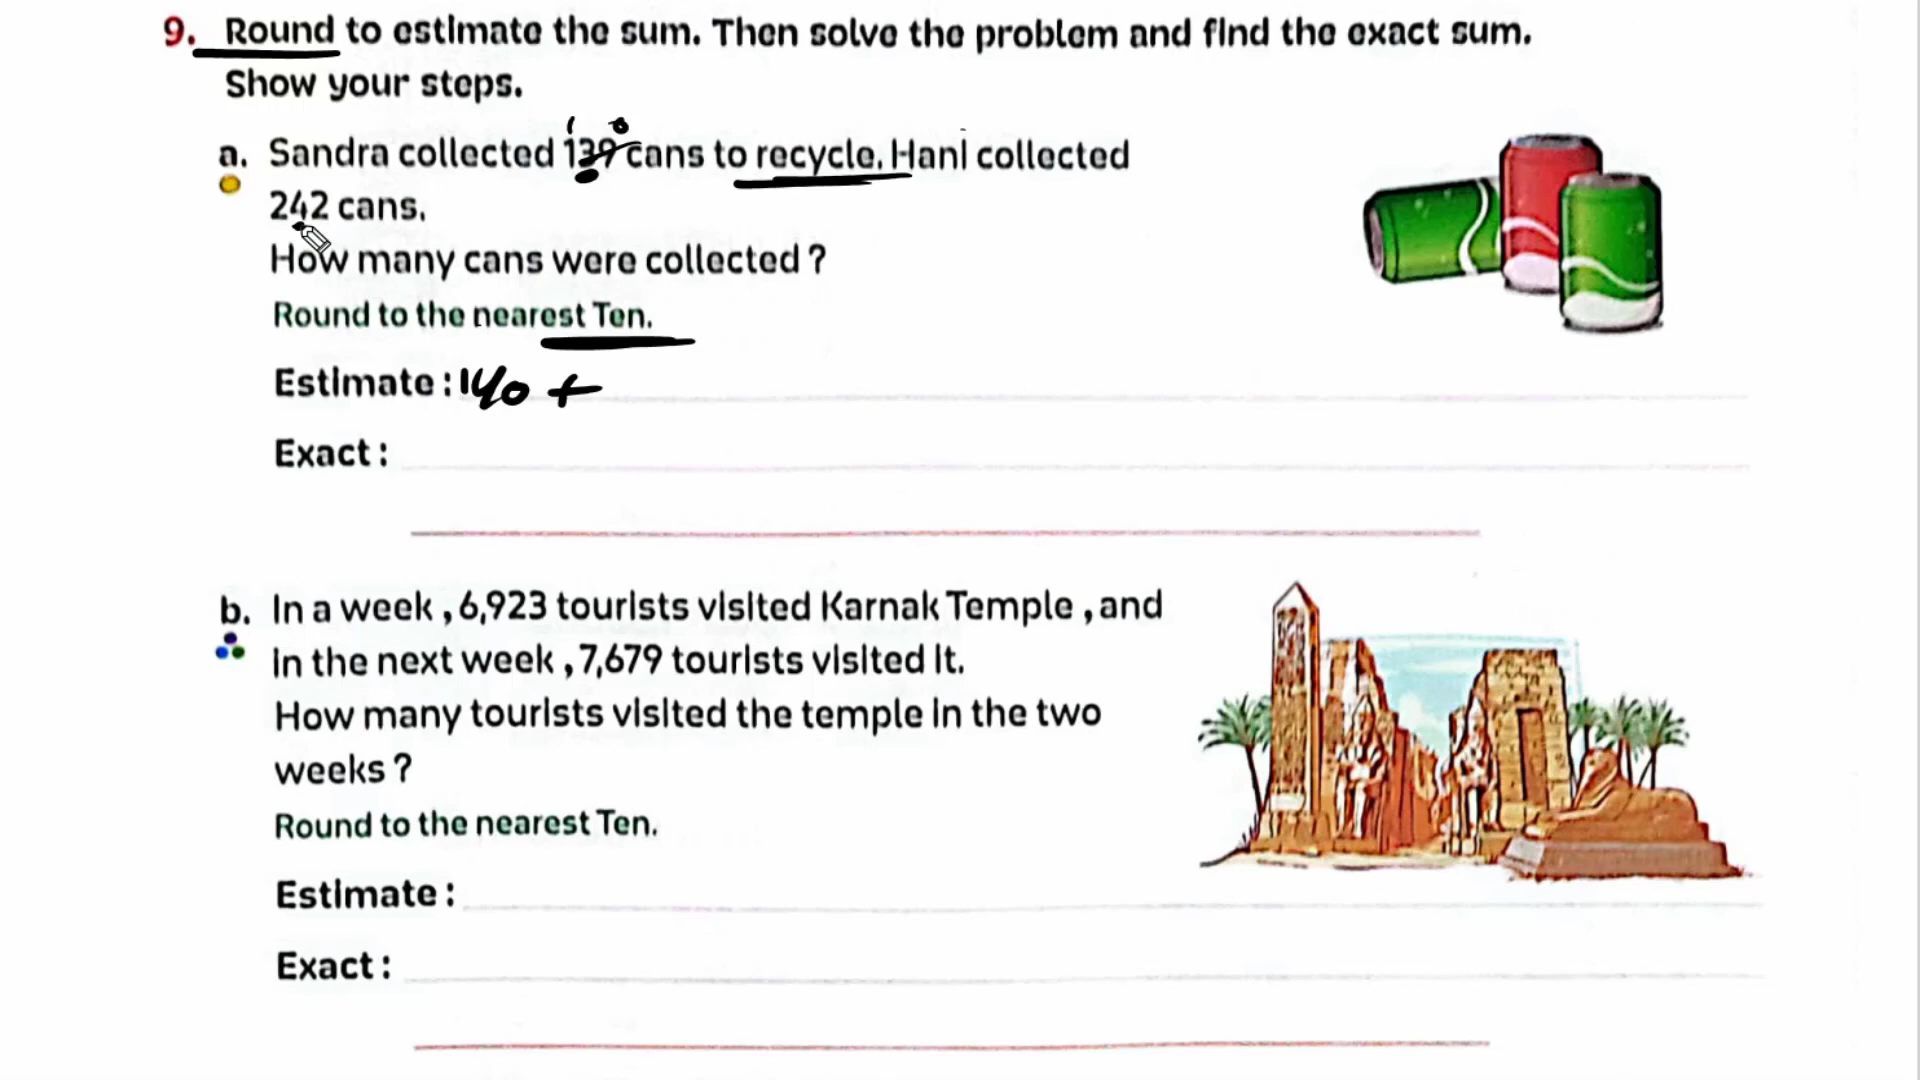 9. Round to estimate the sum. Then solve the problem and find the exact sum.
Show your steps.
1 0
a. Sandra collected 139 cans to recycle. Hani collected
242 cans.
How many cans were collected ?
Round to the nearest Ten.
Estimate : 140 +
Exact :
b. In a week , 6,923 tourists visited Karnak Temple , and
in the next week , 7,679 tourists visited it.
How many tourists visited the temple in the two
weeks ?
Round to the nearest Ten.
Estimate :
Exact :